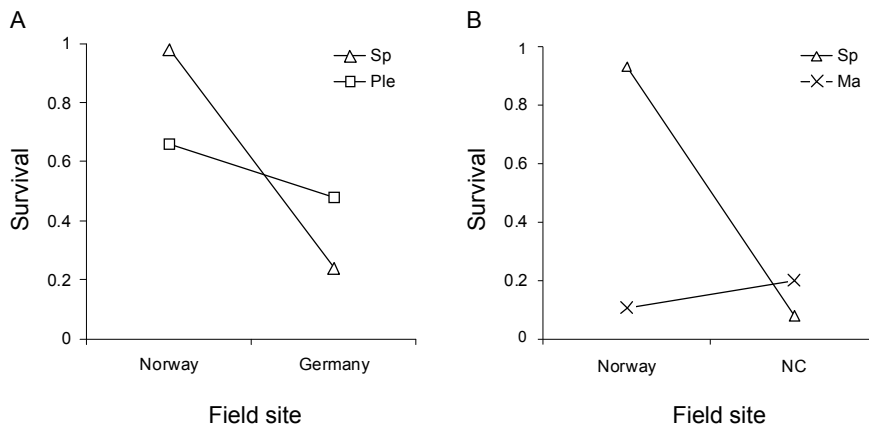 A
1
0.8
0.6
0.4
0.2
0
Survival
Sp
Ple
Norway Germany
Field site
B
1
0.8
0.6
0.4
0.2
0
Survival
Sp
Ma
Norway NC
Field site